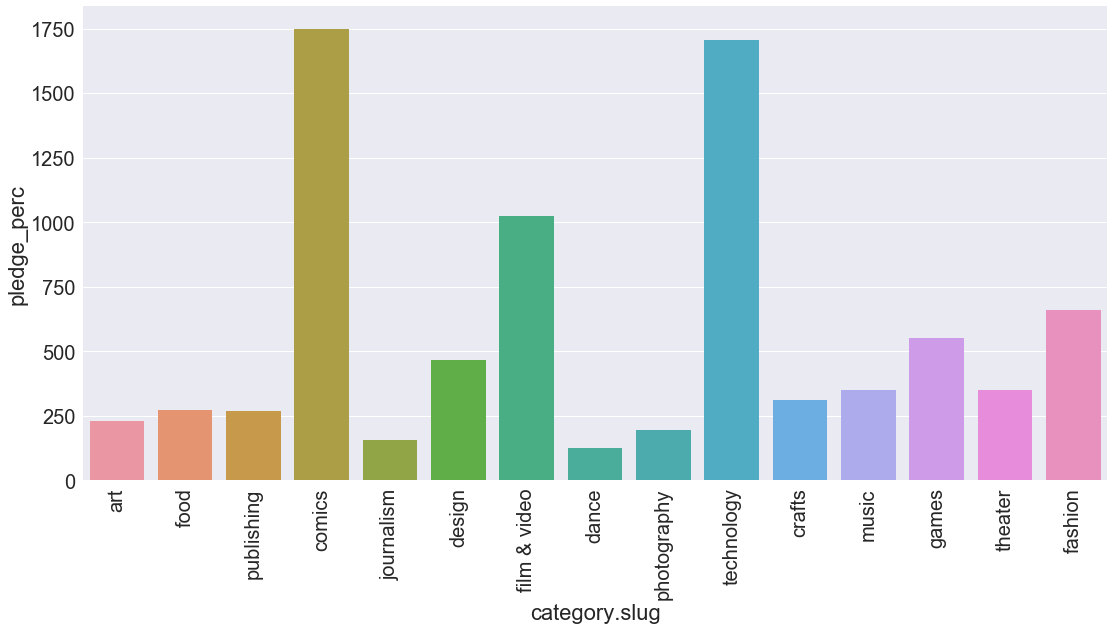 1750
1500
1250
1000
750
500
250
0
pledge_perc
art
food
publishing
comics
journalism
design
film & video
dance
photography
technology
crafts
music
games
theater
fashion
category.slug